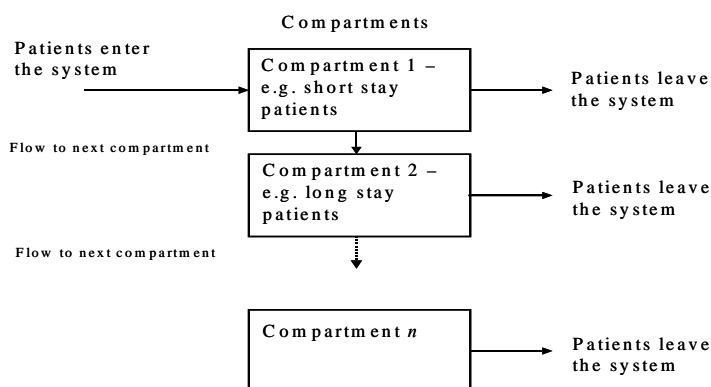 Compartments
Patients enter
the system
Compartment 1 –
e.g. short stay
patients
Patients leave
the system
Flow to next compartment
Compartment 2 –
e.g. long stay
patients
Patients leave
the system
Flow to next compartment
Compartment n
Patients leave
the system